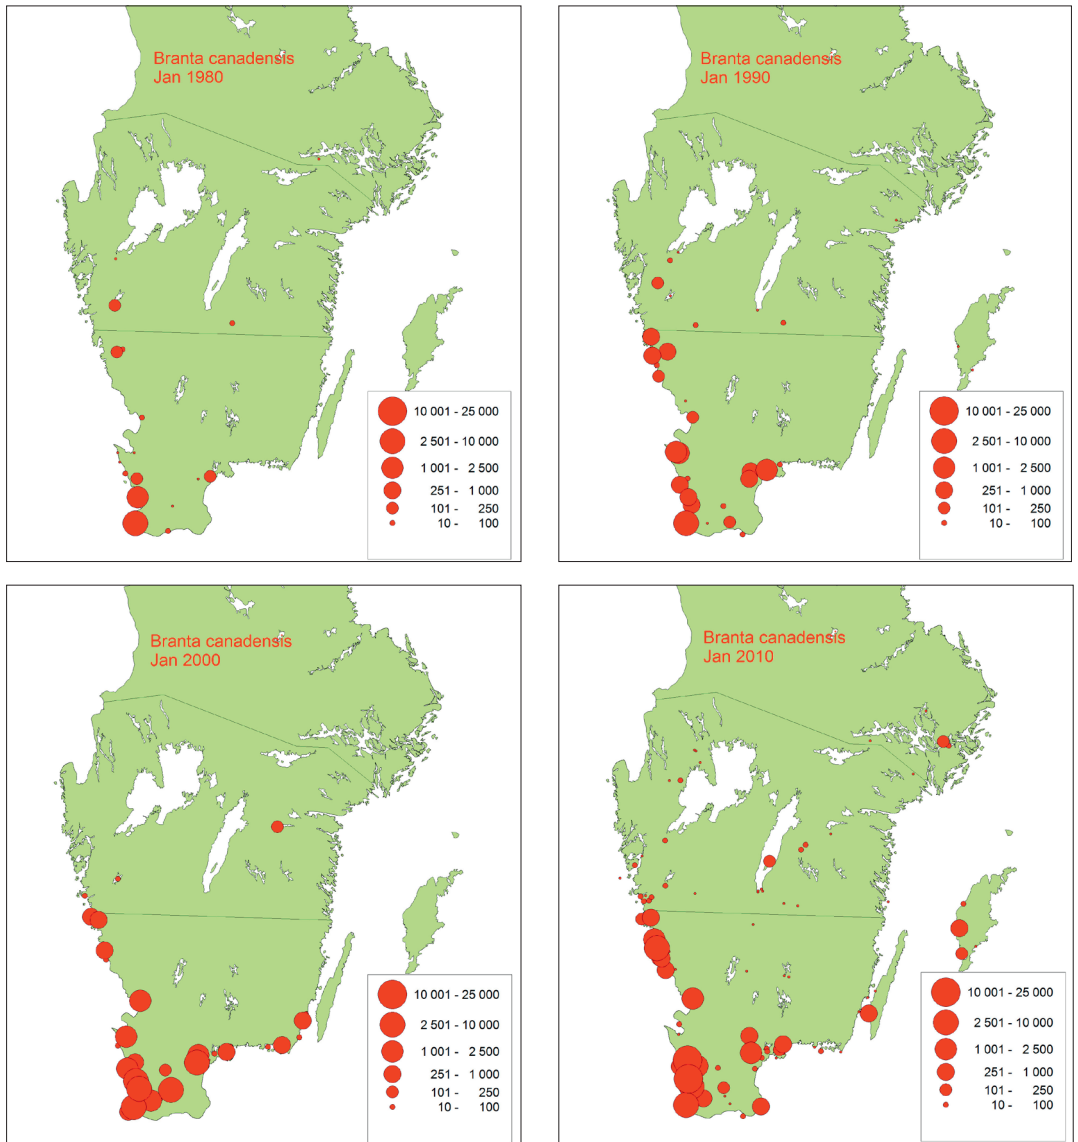 Branta canadensis
Jan 1980
10 001 - 25 000
2 501 - 10 000
1 001 - 2 500
251 - 1 000
101 - 250
10 - 100
Branta canadensis
Jan 1990
10 001 - 25 000
2 501 - 10 000
1 001 - 2 500
251 - 1 000
101 - 250
10 - 100
Branta canadensis
Jan 2000
10 001 - 25 000
2 501 - 10 000
1 001 - 2 500
251 - 1 000
101 - 250
10 - 100
Branta canadensis
Jan 2010
10 001 - 25 000
2 501 - 10 000
1 001 - 2 500
251 - 1 000
101 - 250
10 - 100